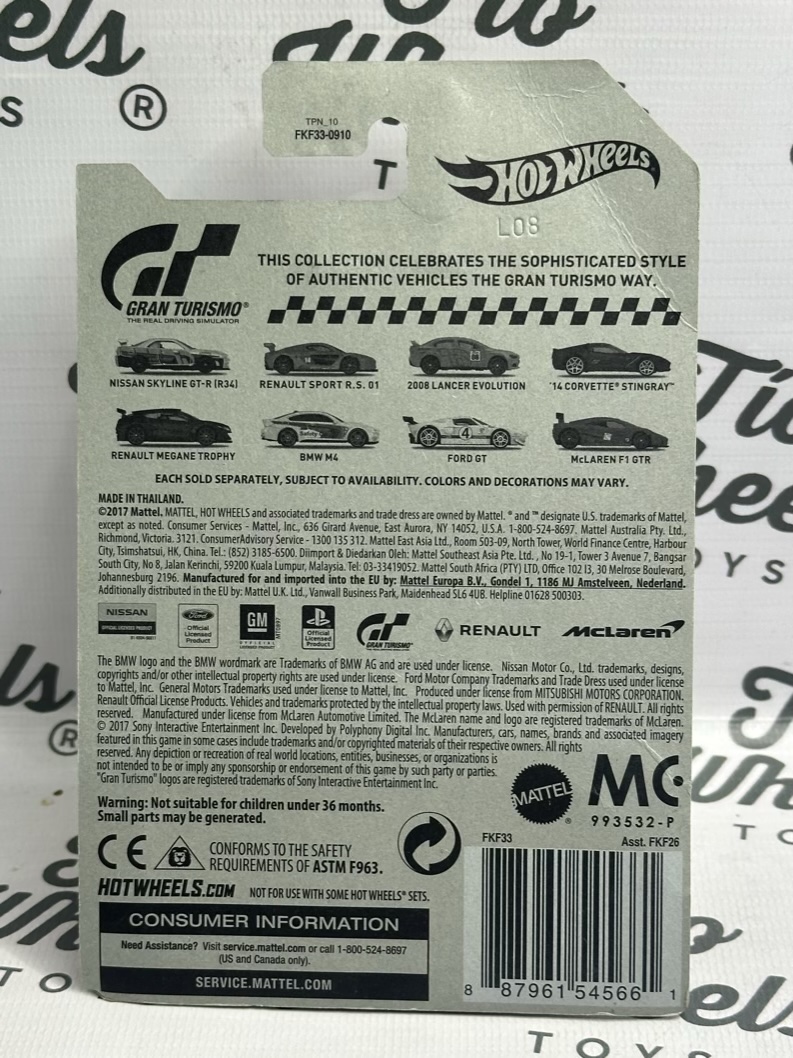 els
TOYS
®
TPN_10
FKF33-0910
HOT WHEELS
L08
GRAN TURISMO®
THE REAL DRIVING SIMULATOR
THIS COLLECTION CELEBRATES THE SOPHISTICATED STYLE
OF AUTHENTIC VEHICLES THE GRAN TURISMO WAY.
NISSAN SKYLINE GT-R (R34) RENAULT SPORT R.S. 01 2008 LANCER EVOLUTION '14 CORVETTE® STINGRAY™
RENAULT MEGANE TROPHY BMW M4 FORD GT McLAREN F1 GTR
EACH SOLD SEPARATELY, SUBJECT TO AVAILABILITY. COLORS AND DECORATIONS MAY VARY.
MADE IN THAILAND.
©2017 Mattel. MATTEL, HOT WHEELS and associated trademarks and trade dress are owned by Mattel. ® and ™ designate U.S. trademarks of Mattel,
except as noted. Consumer Services - Mattel, Inc., 636 Girard Avenue, East Aurora, NY 14052, U.S.A. 1-800-524-8697. Mattel Australia Pty. Ltd.,
Richmond, Victoria. 3121. ConsumerAdvisory Service - 1300 135 312. Mattel East Asia Ltd., Room 503-09, North Tower, World Finance Centre, Harbour
City, Tsimshatsui, HK, China. Tel.: (852) 3185-6500. Diimport & Diedarkan Oleh: Mattel Southeast Asia Pte. Ltd. , No 19-1, Tower 3 Avenue 7, Bangsar
South City, No 8, Jalan Kerinchi, 59200 Kuala Lumpur, Malaysia. Tel: 03-33419052. Mattel South Africa (PTY) LTD, Office 102 I3, 30 Melrose Boulevard,
Johannesburg 2196. Manufactured for and imported into the EU by: Mattel Europa B.V., Gondel 1, 1186 MJ Amstelveen, Nederland.
Additionally distributed in the EU by: Mattel U.K. Ltd., Vanwall Business Park, Maidenhead SL6 4UB. Helpline 01628 500303.
NISSAN Ford GM GRAN TURISMO RENAULT McLaren
OFFICIAL LICENSED PRODUCT Official Licensed Product OFFICIAL LICENSED PRODUCT Official Licensed Product
The BMW logo and the BMW wordmark are Trademarks of BMW AG and are used under license. Nissan Motor Co., Ltd. trademarks, designs,
copyrights and/or other intellectual property rights are used under license. Ford Motor Company Trademarks and Trade Dress used under license
to Mattel, Inc. General Motors Trademarks used under license to Mattel, Inc. Produced under license from MITSUBISHI MOTORS CORPORATION.
Renault Official License Products. Vehicles and trademarks protected by the intellectual property laws. Used with permission of RENAULT. All rights
reserved. Manufactured under license from McLaren Automotive Limited. The McLaren name and logo are registered trademarks of McLaren.
© 2017 Sony Interactive Entertainment Inc. Developed by Polyphony Digital Inc. Manufacturers, cars, names, brands and associated imagery
featured in this game in some cases include trademarks and/or copyrighted materials of their respective owners. All rights
reserved. Any depiction or recreation of real world locations, entities, businesses, or organizations is
not intended to be or imply any sponsorship or endorsement of this game by such party or parties.
"Gran Turismo" logos are registered trademarks of Sony Interactive Entertainment Inc.
MATTEL®
MC
993532-P
Warning: Not suitable for children under 36 months.
Small parts may be generated.
CE
CONFORMS TO THE SAFETY
REQUIREMENTS OF ASTM F963.
FKF33 Asst. FKF26
HOTWHEELS.COM NOT FOR USE WITH SOME HOT WHEELS® SETS.
CONSUMER INFORMATION
Need Assistance? Visit service.mattel.com or call 1-800-524-8697
(US and Canada only).
SERVICE.MATTEL.COM
8 87961 54566 1
els
TOYS